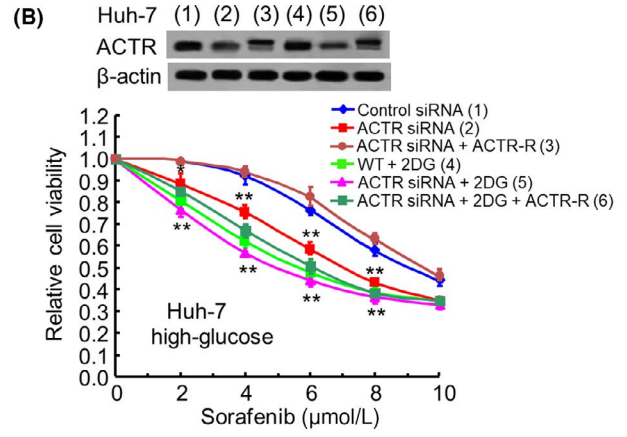 (B)
Huh-7 (1) (2) (3) (4) (5) (6)
ACTR
β-actin
Control siRNA (1)
ACTR siRNA (2)
ACTR siRNA + ACTR-R (3)
WT + 2DG (4)
ACTR siRNA + 2DG (5)
ACTR siRNA + 2DG + ACTR-R (6)
Relative cell viability
1.2
1.1
1.0
0.9
0.8
0.7
0.6
0.5
0.4
0.3
0.2
0.1
0.0
*
**
**
**
**
**
**
**
Huh-7
high-glucose
0 2 4 6 8 10
Sorafenib (μmol/L)